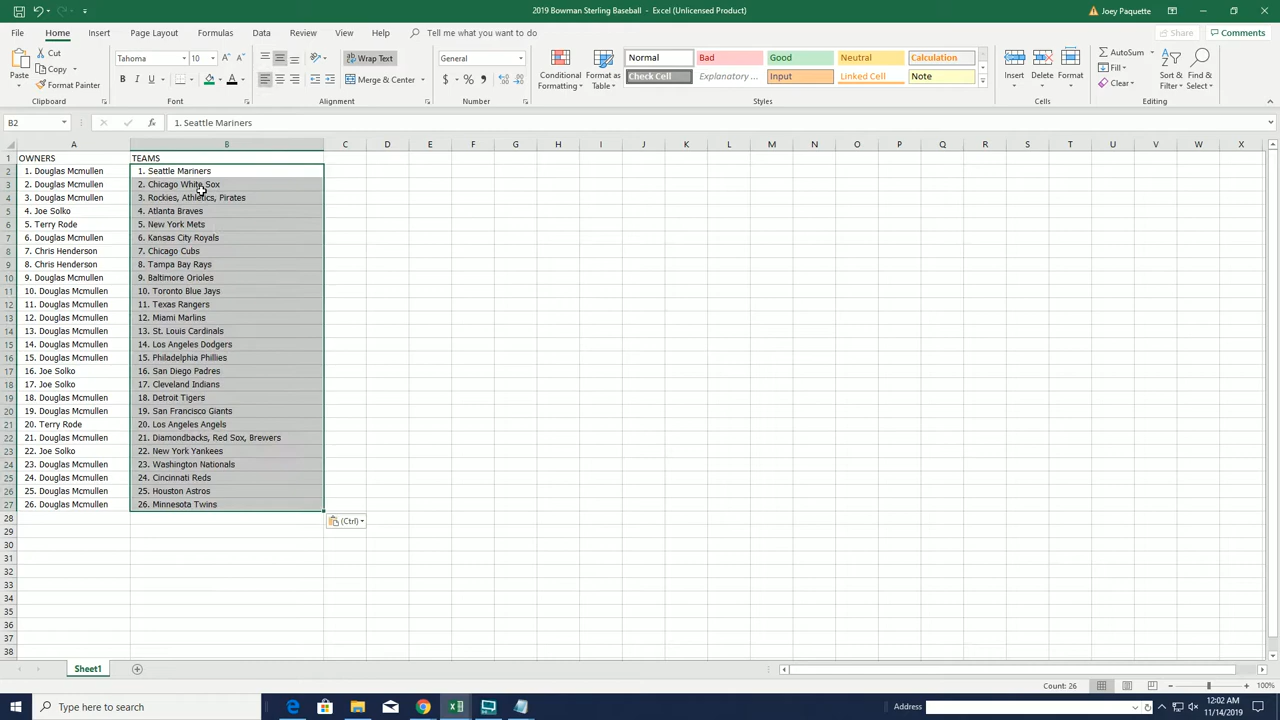 2019 Bowman Sterling Baseball - Excel (Unlicensed Product)
Joey Paquette
File Home Insert Page Layout Formulas Data Review View Help Tell me what you want to do
Share Comments
Paste
Cut
Copy
Format Painter
Clipboard
Tahoma 10
B I U
Font
Wrap Text
Merge & Center
Alignment
General
$ % ,
Number
Conditional Formatting
Format as Table
Normal Bad Good Neutral Calculation
Check Cell Explanatory ... Input Linked Cell Note
Styles
Insert Delete Format
Cells
AutoSum
Fill
Clear
Sort & Filter
Find & Select
Editing
B2 fx 1. Seattle Mariners
A B C D E F G H I J K L M N O P Q R S T U V W X
1 OWNERS TEAMS
2 1. Douglas Mcmullen 1. Seattle Mariners
3 2. Douglas Mcmullen 2. Chicago White Sox
4 3. Douglas Mcmullen 3. Rockies, Athletics, Pirates
5 4. Joe Solko 4. Atlanta Braves
6 5. Terry Rode 5. New York Mets
7 6. Douglas Mcmullen 6. Kansas City Royals
8 7. Chris Henderson 7. Chicago Cubs
9 8. Chris Henderson 8. Tampa Bay Rays
10 9. Douglas Mcmullen 9. Baltimore Orioles
11 10. Douglas Mcmullen 10. Toronto Blue Jays
12 11. Douglas Mcmullen 11. Texas Rangers
13 12. Douglas Mcmullen 12. Miami Marlins
14 13. Douglas Mcmullen 13. St. Louis Cardinals
15 14. Douglas Mcmullen 14. Los Angeles Dodgers
16 15. Douglas Mcmullen 15. Philadelphia Phillies
17 16. Joe Solko 16. San Diego Padres
18 17. Joe Solko 17. Cleveland Indians
19 18. Douglas Mcmullen 18. Detroit Tigers
20 19. Douglas Mcmullen 19. San Francisco Giants
21 20. Terry Rode 20. Los Angeles Angels
22 21. Douglas Mcmullen 21. Diamondbacks, Red Sox, Brewers
23 22. Joe Solko 22. New York Yankees
24 23. Douglas Mcmullen 23. Washington Nationals
25 24. Douglas Mcmullen 24. Cincinnati Reds
26 25. Douglas Mcmullen 25. Houston Astros
27 26. Douglas Mcmullen 26. Minnesota Twins
28 (Ctrl)
29
30
31
32
33
34
35
36
37
38
Sheet1
Count: 26 100%
Type here to search
Address
12:02 AM
11/14/2019